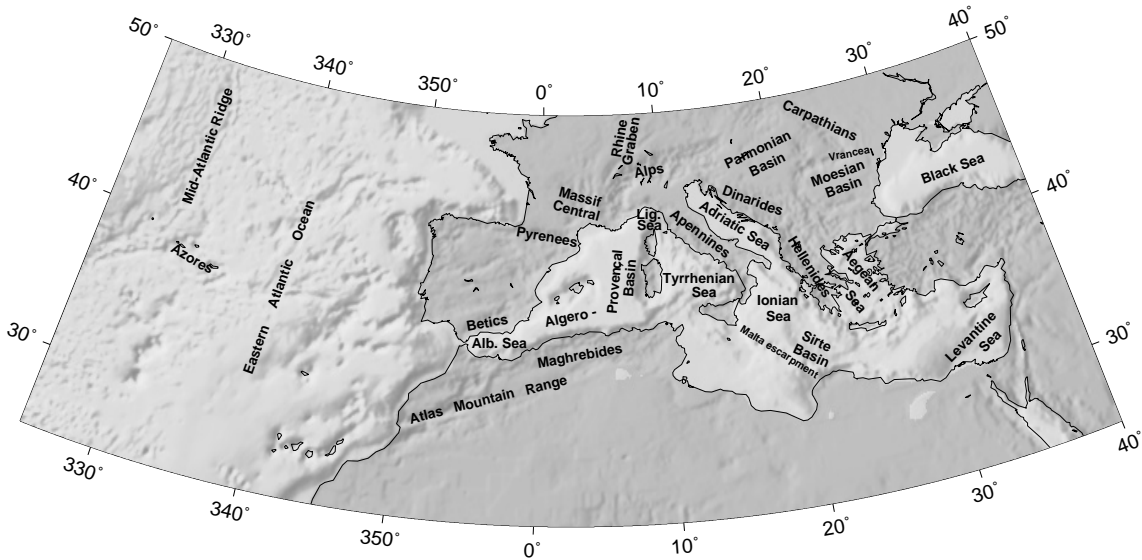 50°
330°
340°
350°
0°
10°
20°
30°
40°
50°
40°
30°
40°
30°
330°
340°
350°
0°
10°
20°
30°
40°
Mid-Atlantic Ridge
Azores
Eastern Atlantic Ocean
Rhine
Graben
Alps
Massif
Central
Pyrenees
Lig.
Sea
Carpathians
Pannonian
Basin
Vrancea
Moesian
Basin
Black Sea
Dinarides
Adriatic Sea
Apennines
Hellenides
Aegean -
Sea
Provençal
Basin
Algero -
Tyrrhenian
Sea
Ionian
Sea
Sirte
Basin
Malta escarpment
Levantine
Sea
Betics
Alb. Sea
Maghrebides
Atlas Mountain Range